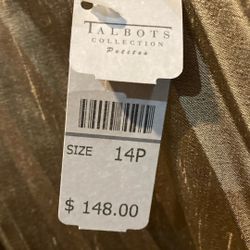 TALBOTS
COLLECTION
Petites
SIZE 14P
$ 148.00